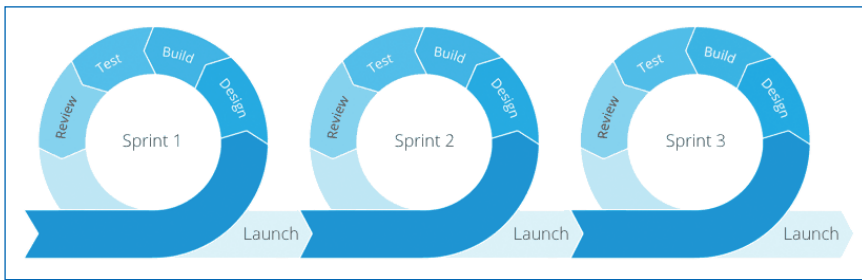 Test
Build
Review
Design
Sprint 1
Launch
Test
Build
Review
Design
Sprint 2
Launch
Test
Build
Review
Design
Sprint 3
Launch